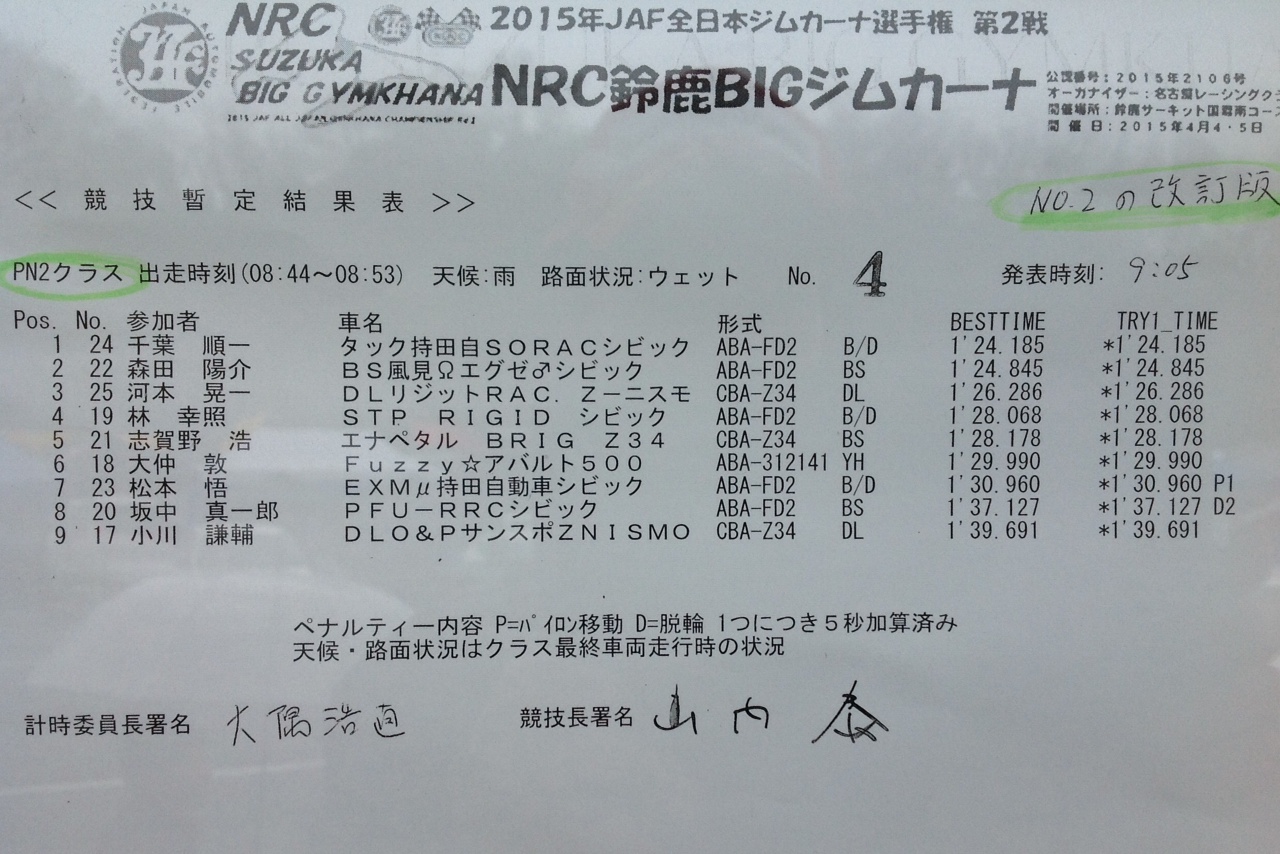 JAPAN AUTOMOBILE FEDERATION
JAF
NRC
SUZUKA
BIG GYMKHANA
2015 JAF ALL JAPAN GYMKHANA CHAMPIONSHIP Rd.2
2015年JAF全日本ジムカーナ選手権 第2戦
NRC鈴鹿BIGジムカーナ
公認番号:2015年2106号
オーガナイザー:名古屋レーシングク
開催場所:鈴鹿サーキット国際南コース
開催日:2015年4月4・5日
<< 競技暫定結果表 >>
NO.2の改訂版
PN2クラス 出走時刻(08:44~08:53) 天候:雨 路面状況:ウェット No. 4 発表時刻: 9:05
Pos. No. 参加者 車名 形式 BESTTIME TRY1_TIME
1 24 千葉 順一 タック持田自SORACシビック ABA-FD2 B/D 1'24.185 *1'24.185
2 22 森田 陽介 BS風見Ωエグゼ♂シビック ABA-FD2 BS 1'24.845 *1'24.845
3 25 河本 晃一 DLリジットRAC. Z-ニスモ CBA-Z34 DL 1'26.286 *1'26.286
4 19 林 幸照 STP RIGID シビック ABA-FD2 B/D 1'28.068 *1'28.068
5 21 志賀野 浩 エナペタル BRIG Z34 CBA-Z34 BS 1'28.178 *1'28.178
6 18 大仲 敦 Fuzzy☆アバルト500 ABA-312141 YH 1'29.990 *1'29.990
7 23 松本 悟 EXMμ持田自動車シビック ABA-FD2 B/D 1'30.960 *1'30.960 P1
8 20 坂中 真一郎 PFU-RRCシビック ABA-FD2 BS 1'37.127 *1'37.127 D2
9 17 小川 謙輔 DLO&PサンスポZNISMO CBA-Z34 DL 1'39.691 *1'39.691
ペナルティー内容 P=ﾊﾟｲﾛﾝ移動 D=脱輪 1つにつき5秒加算済み
天候・路面状況はクラス最終車両走行時の状況
計時委員長署名 大隅浩直 競技長署名 山内 泰